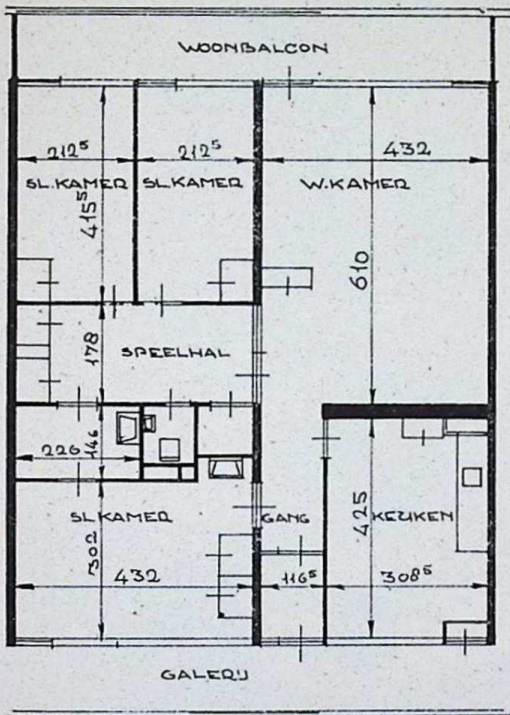 WOONBALCON
212⁵
212⁵
432
SL.KAMER
SL.KAMER
W.KAMER
415⁵
610
178
SPEELHAL
226
146
SL.KAMER
GANG
KEUKEN
425
302
432
116⁵
308⁵
GALERIJ